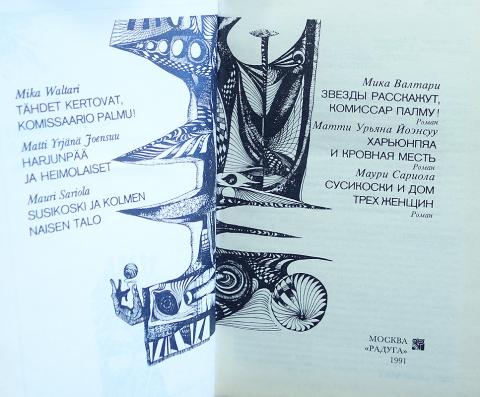 Mika Waltari
TÄHDET KERTOVAT,
KOMISSAARIO PALMU!
Matti Yrjänä Joensuu
HARJUNPÄÄ
JA HEIMOLAISET
Mauri Sariola
SUSIKOSKI JA KOLMEN
NAISEN TALO
Мика Валтари
ЗВЕЗДЫ РАССКАЖУТ,
КОМИССАР ПАЛМУ!
Роман
Матти Урьяна Йоэнсуу
ХАРЬЮНПЯА
И КРОВНАЯ МЕСТЬ
Роман
Маури Сариола
СУСИКОСКИ И ДОМ
ТРЕХ ЖЕНЩИН
Роман
МОСКВА
«РАДУГА»
1991